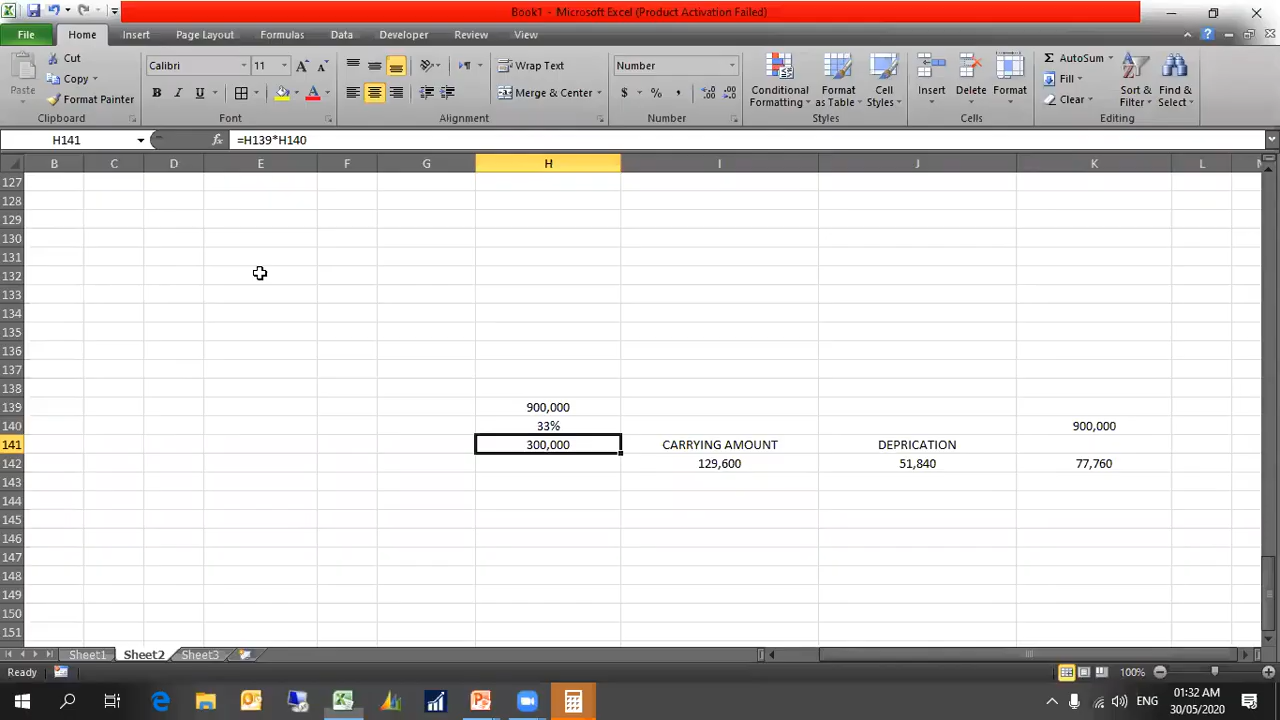 Book1 - Microsoft Excel (Product Activation Failed)
File Home Insert Page Layout Formulas Data Developer Review View
Paste Cut Copy Format Painter Clipboard
Calibri 11 B I U A Font
Wrap Text Merge & Center Alignment
Number $ % , Number
Conditional Formatting Format as Table Cell Styles Styles
Insert Delete Format Cells
AutoSum Fill Clear Sort & Filter Find & Select Editing
H141 fx =H139*H140
B C D E F G H I J K L
127
128
129
130
131
132
133
134
135
136
137
138
139 900,000
140 33% 900,000
141 300,000 CARRYING AMOUNT DEPRICATION
142 129,600 51,840 77,760
143
144
145
146
147
148
149
150
151
Sheet1 Sheet2 Sheet3
Ready 100%
ENG 01:32 AM
30/05/2020